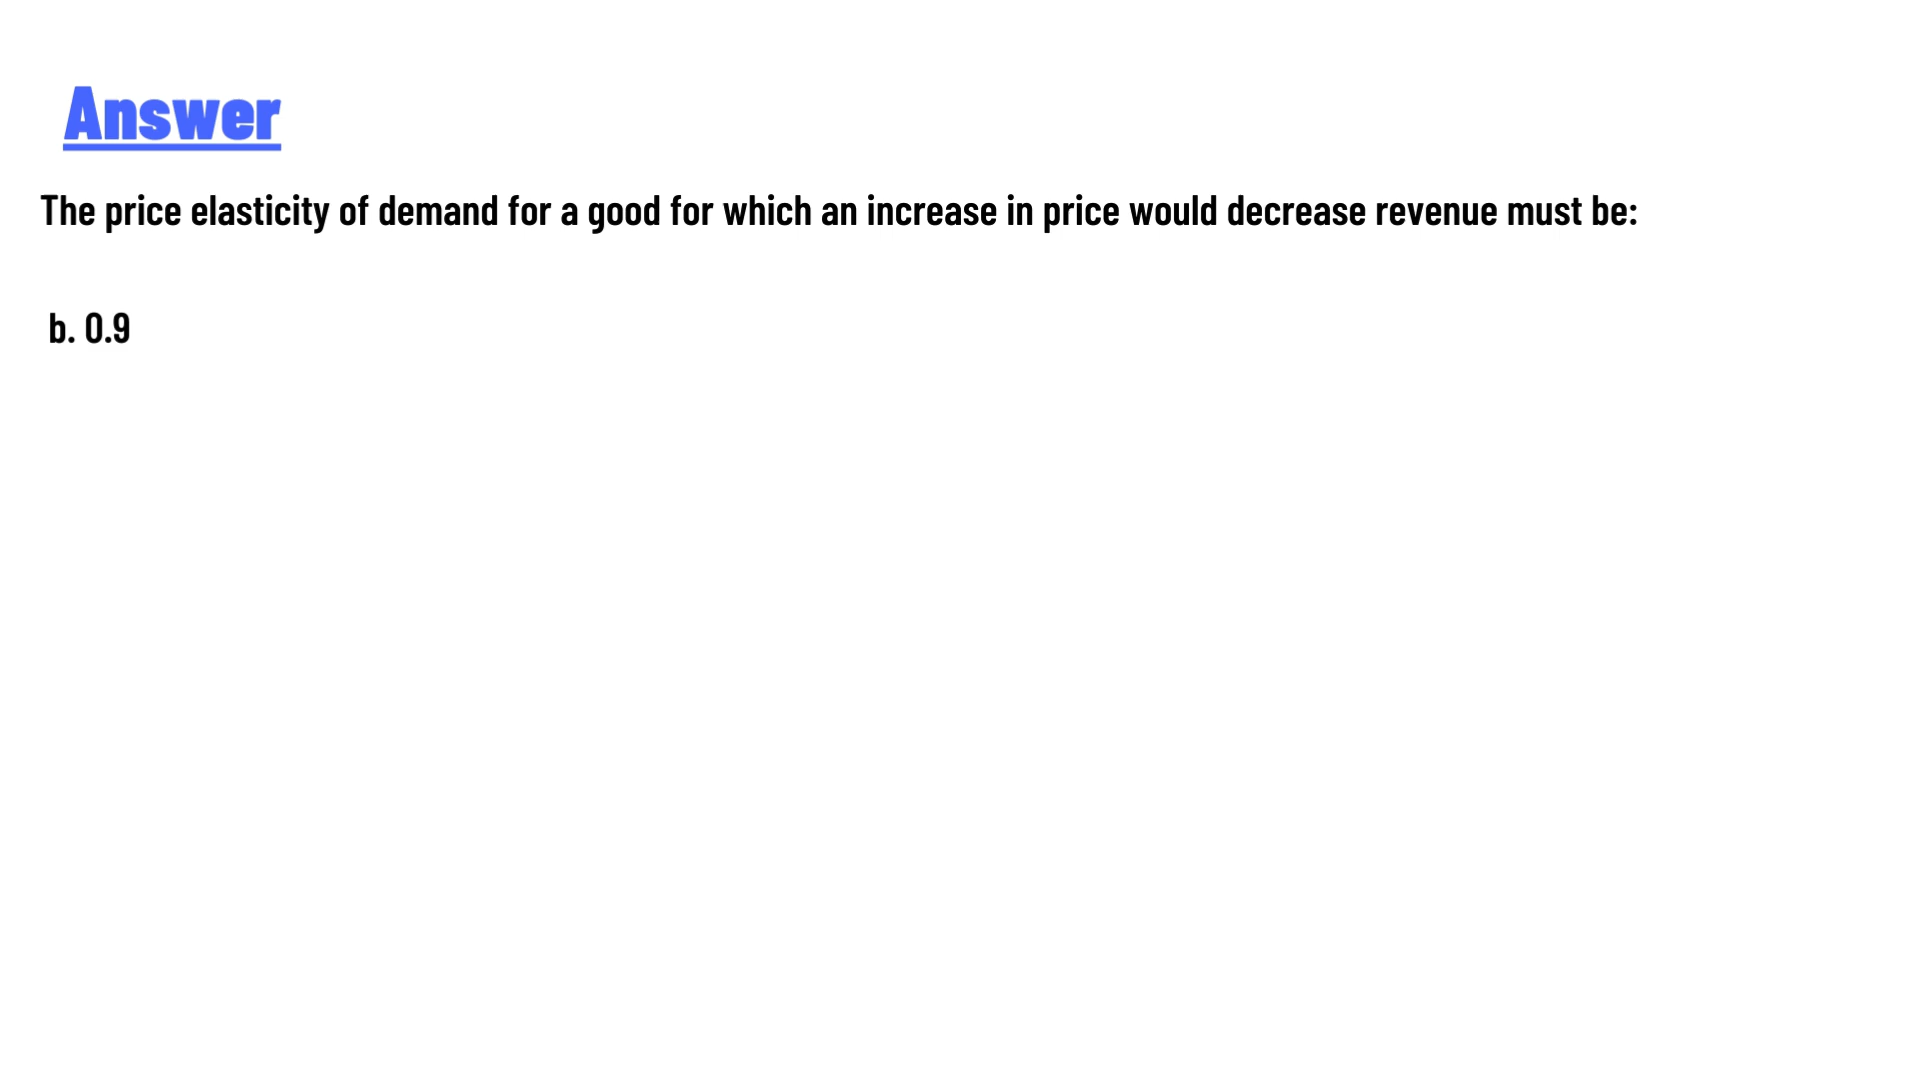 Answer
The price elasticity of demand for a good for which an increase in price would decrease revenue must be:
b. 0.9